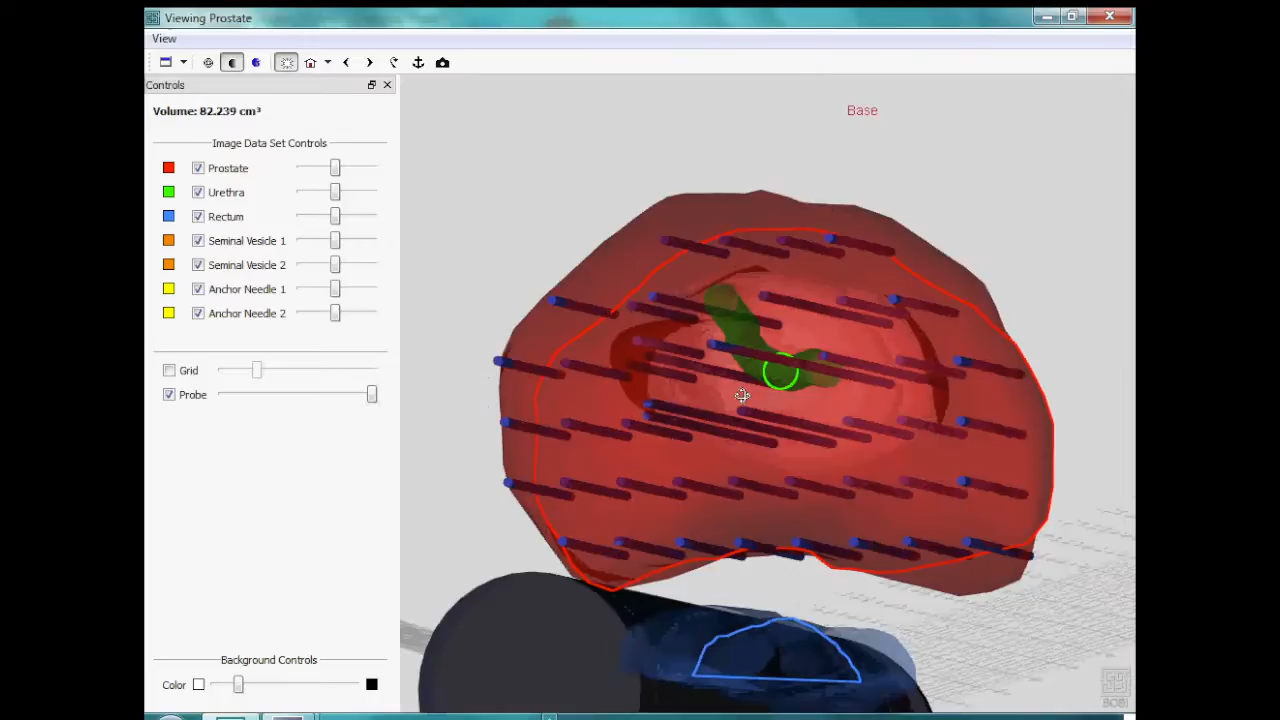 Viewing Prostate
View
Controls
Volume: 82.239 cm³
Base
Image Data Set Controls
Prostate
Urethra
Rectum
Seminal Vesicle 1
Seminal Vesicle 2
Anchor Needle 1
Anchor Needle 2
Grid
Probe
Background Controls
Color